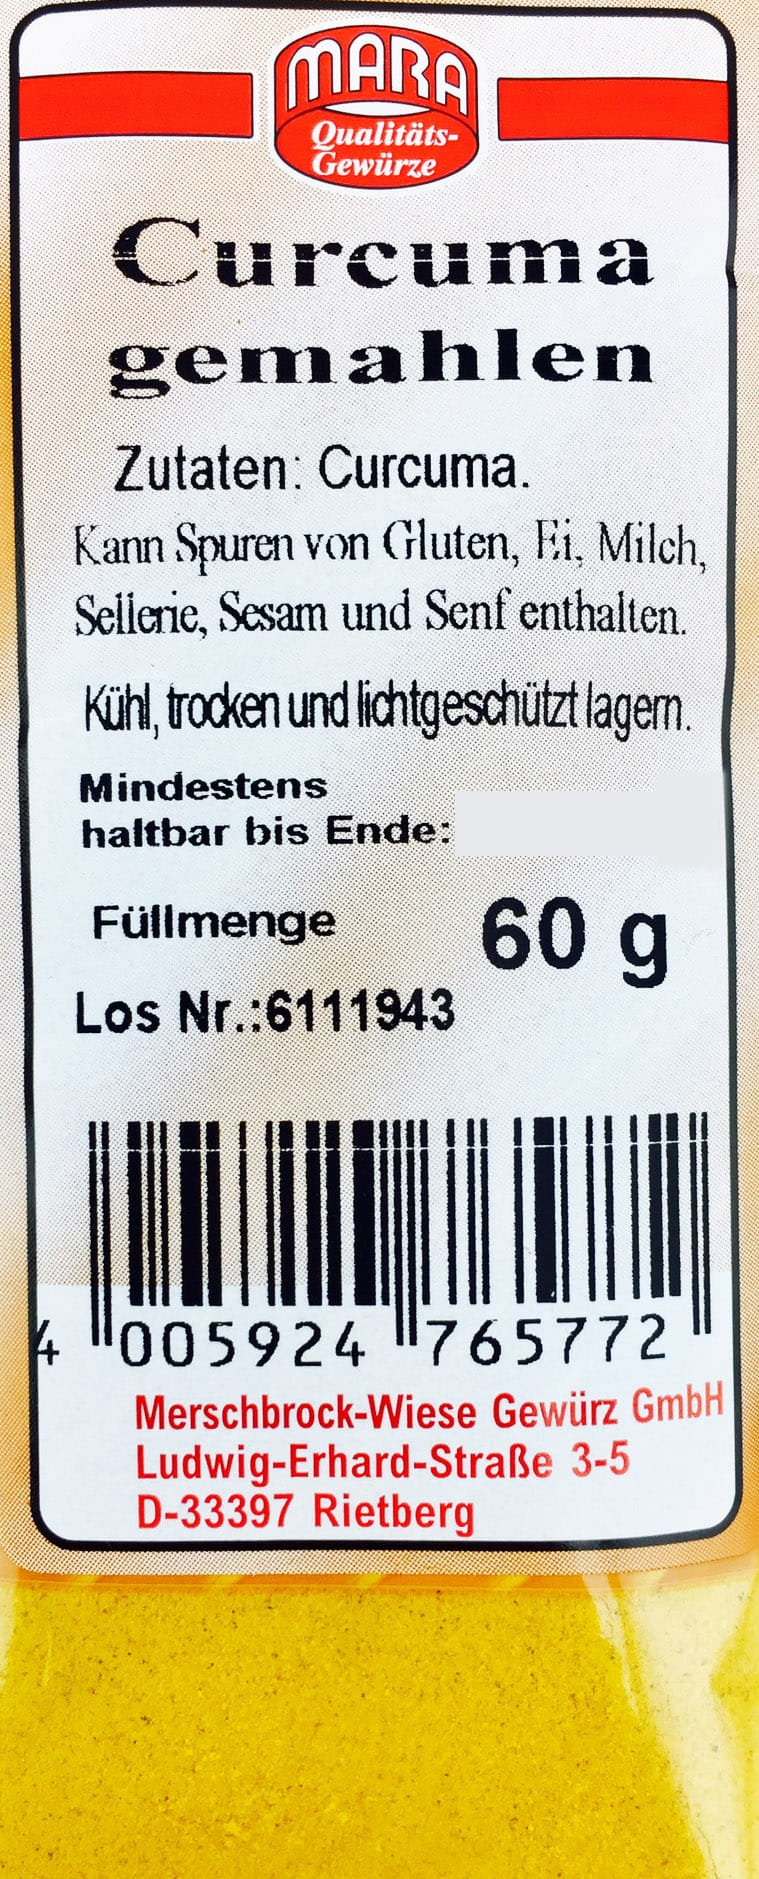 MARA
Qualitäts-
Gewürze
Curcuma
gemahlen
Zutaten: Curcuma.
Kann Spuren von Gluten, Ei, Milch,
Sellerie, Sesam und Senf enthalten.
Kühl, trocken und lichtgeschützt lagern.
Mindestens
haltbar bis Ende:
Füllmenge 60 g
Los Nr.:6111943
4 005924 765772
Merschbrock-Wiese Gewürz GmbH
Ludwig-Erhard-Straße 3-5
D-33397 Rietberg